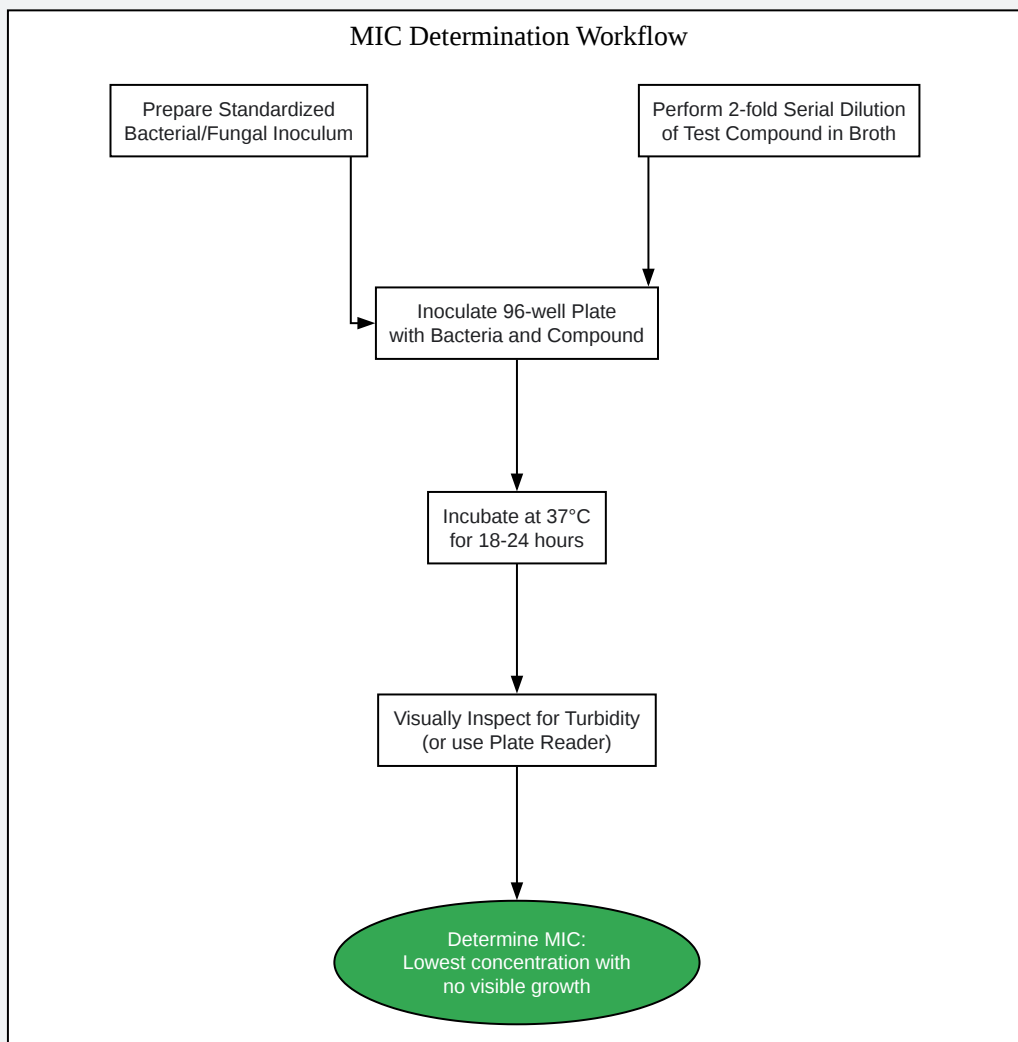 MIC Determination Workflow
Prepare Standardized
Bacterial/Fungal Inoculum
Perform 2-fold Serial Dilution
of Test Compound in Broth
Inoculate 96-well Plate
with Bacteria and Compound
Incubate at 37°C
for 18-24 hours
Visually Inspect for Turbidity
(or use Plate Reader)
Determine MIC:
Lowest concentration with
no visible growth